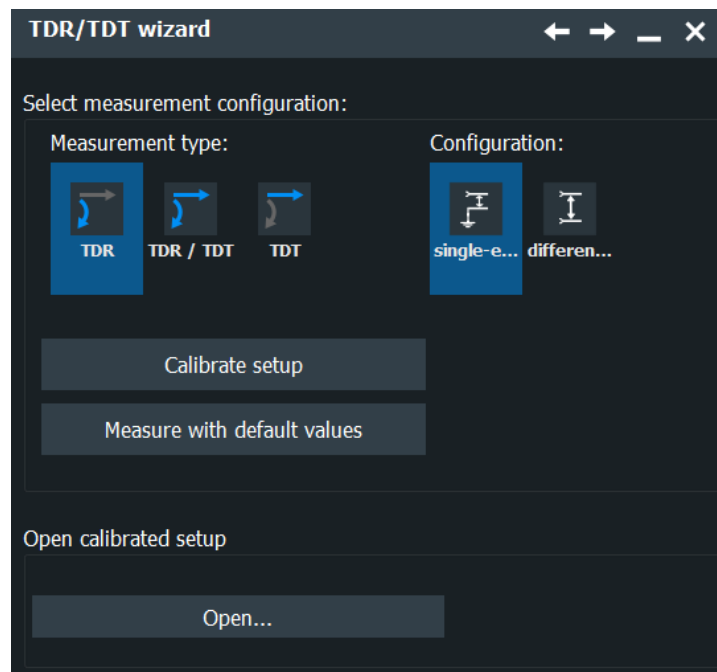 TDR/TDT wizard
Select measurement configuration:
Measurement type:
Configuration:
TDR
TDR / TDT
TDT
single-e...
differen...
Calibrate setup
Measure with default values
Open calibrated setup
Open...